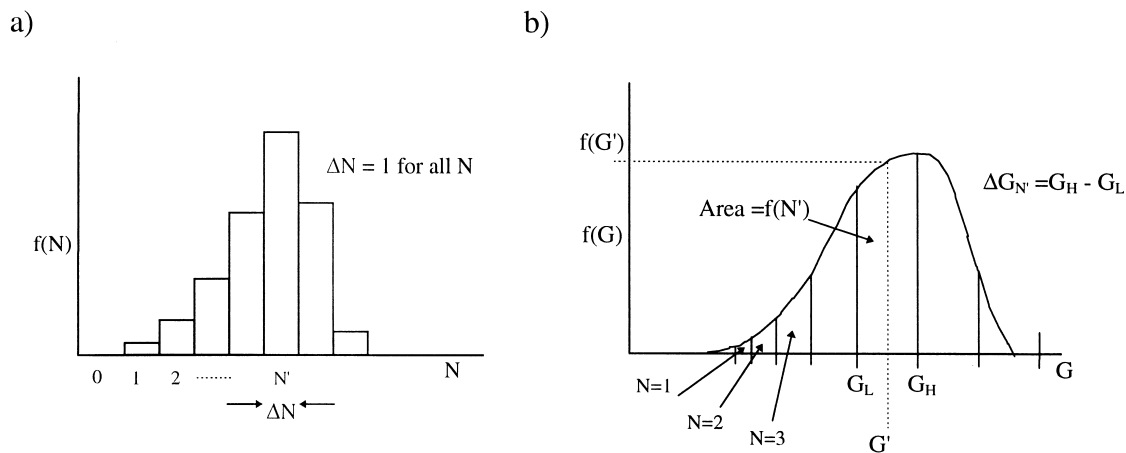 a)
ΔN = 1 for all N
f(N)
0 1 2 ........ N' N
ΔN
b)
f(G')
ΔG_N' =G_H - G_L
Area =f(N')
f(G)
G_L G_H G
N=1
N=2
N=3
G'